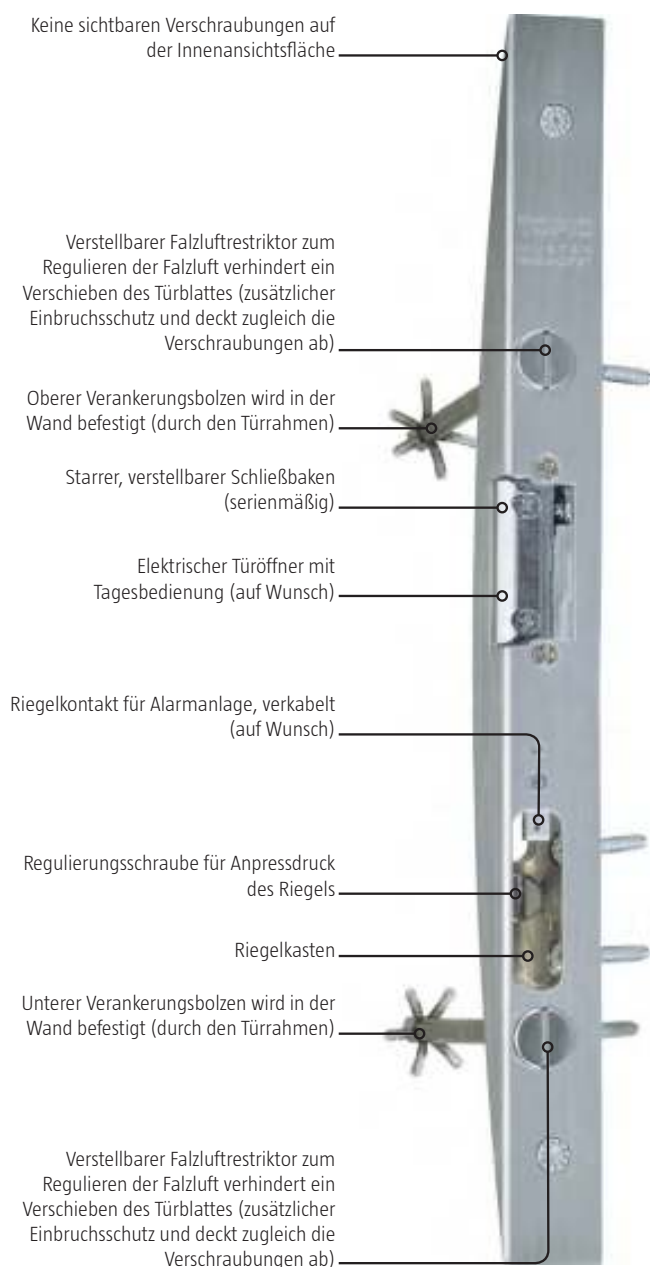 Keine sichtbaren Verschraubungen auf
der Innenansichtsfläche
Verstellbarer Falzluftrestriktor zum
Regulieren der Falzluft verhindert ein
Verschieben des Türblattes (zusätzlicher
Einbruchsschutz und deckt zugleich die
Verschraubungen ab)
Oberer Verankerungsbolzen wird in der
Wand befestigt (durch den Türrahmen)
Starrer, verstellbarer Schließbaken
(serienmäßig)
Elektrischer Türöffner mit
Tagesbedienung (auf Wunsch)
Riegelkontakt für Alarmanlage, verkabelt
(auf Wunsch)
Regulierungsschraube für Anpressdruck
des Riegels
Riegelkasten
Unterer Verankerungsbolzen wird in der
Wand befestigt (durch den Türrahmen)
Verstellbarer Falzluftrestriktor zum
Regulieren der Falzluft verhindert ein
Verschieben des Türblattes (zusätzlicher
Einbruchsschutz und deckt zugleich die
Verschraubungen ab)